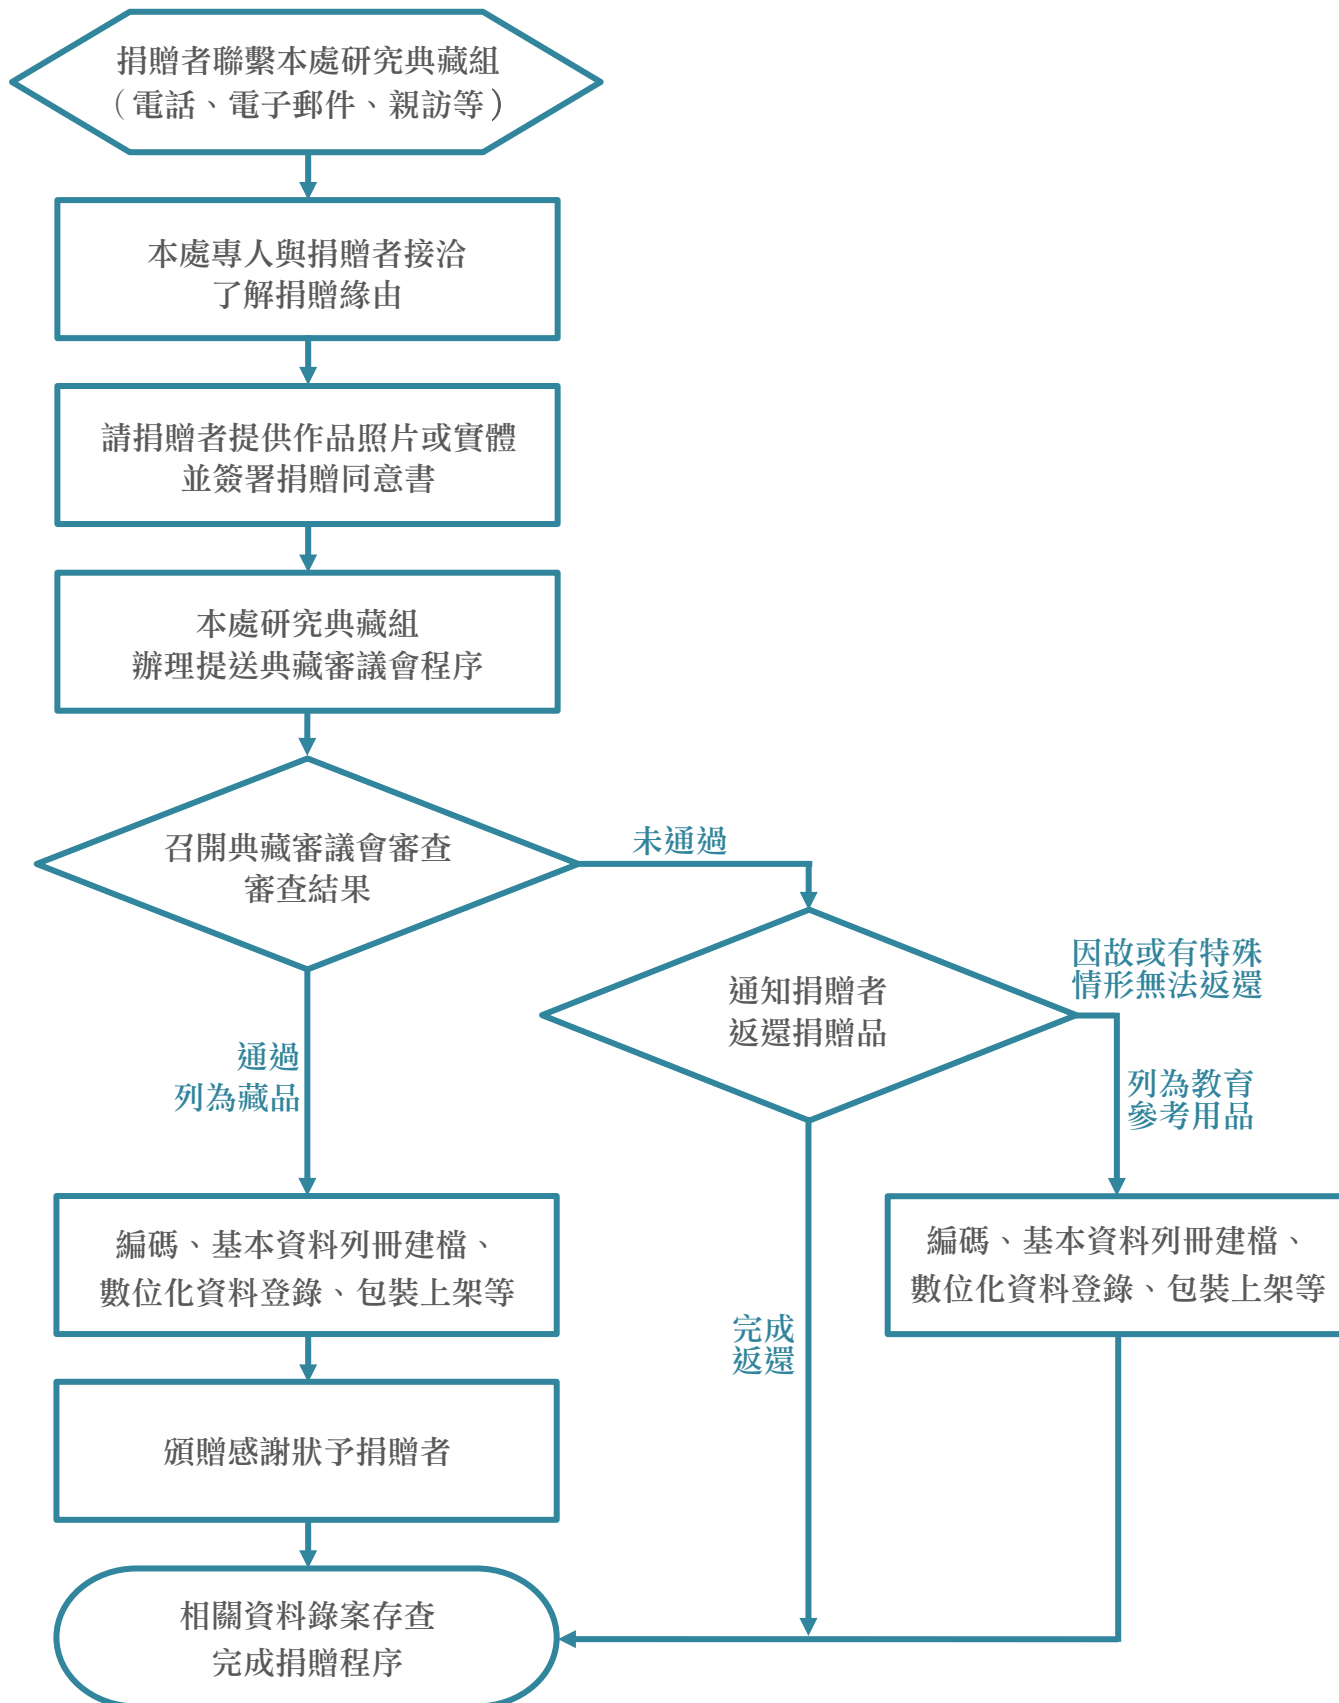 捐贈者聯繫本處研究典藏組
（電話、電子郵件、親訪等）
本處專人與捐贈者接洽
了解捐贈緣由
請捐贈者提供作品照片或實體
並簽署捐贈同意書
本處研究典藏組
辦理提送典藏審議會程序
召開典藏審議會審查
審查結果
未通過
通知捐贈者
返還捐贈品
因故或有特殊
情形無法返還
通過
列為藏品
列為教育
參考用品
編碼、基本資料列冊建檔、
數位化資料登錄、包裝上架等
編碼、基本資料列冊建檔、
數位化資料登錄、包裝上架等
完成
返還
頒贈感謝狀予捐贈者
相關資料錄案存查
完成捐贈程序